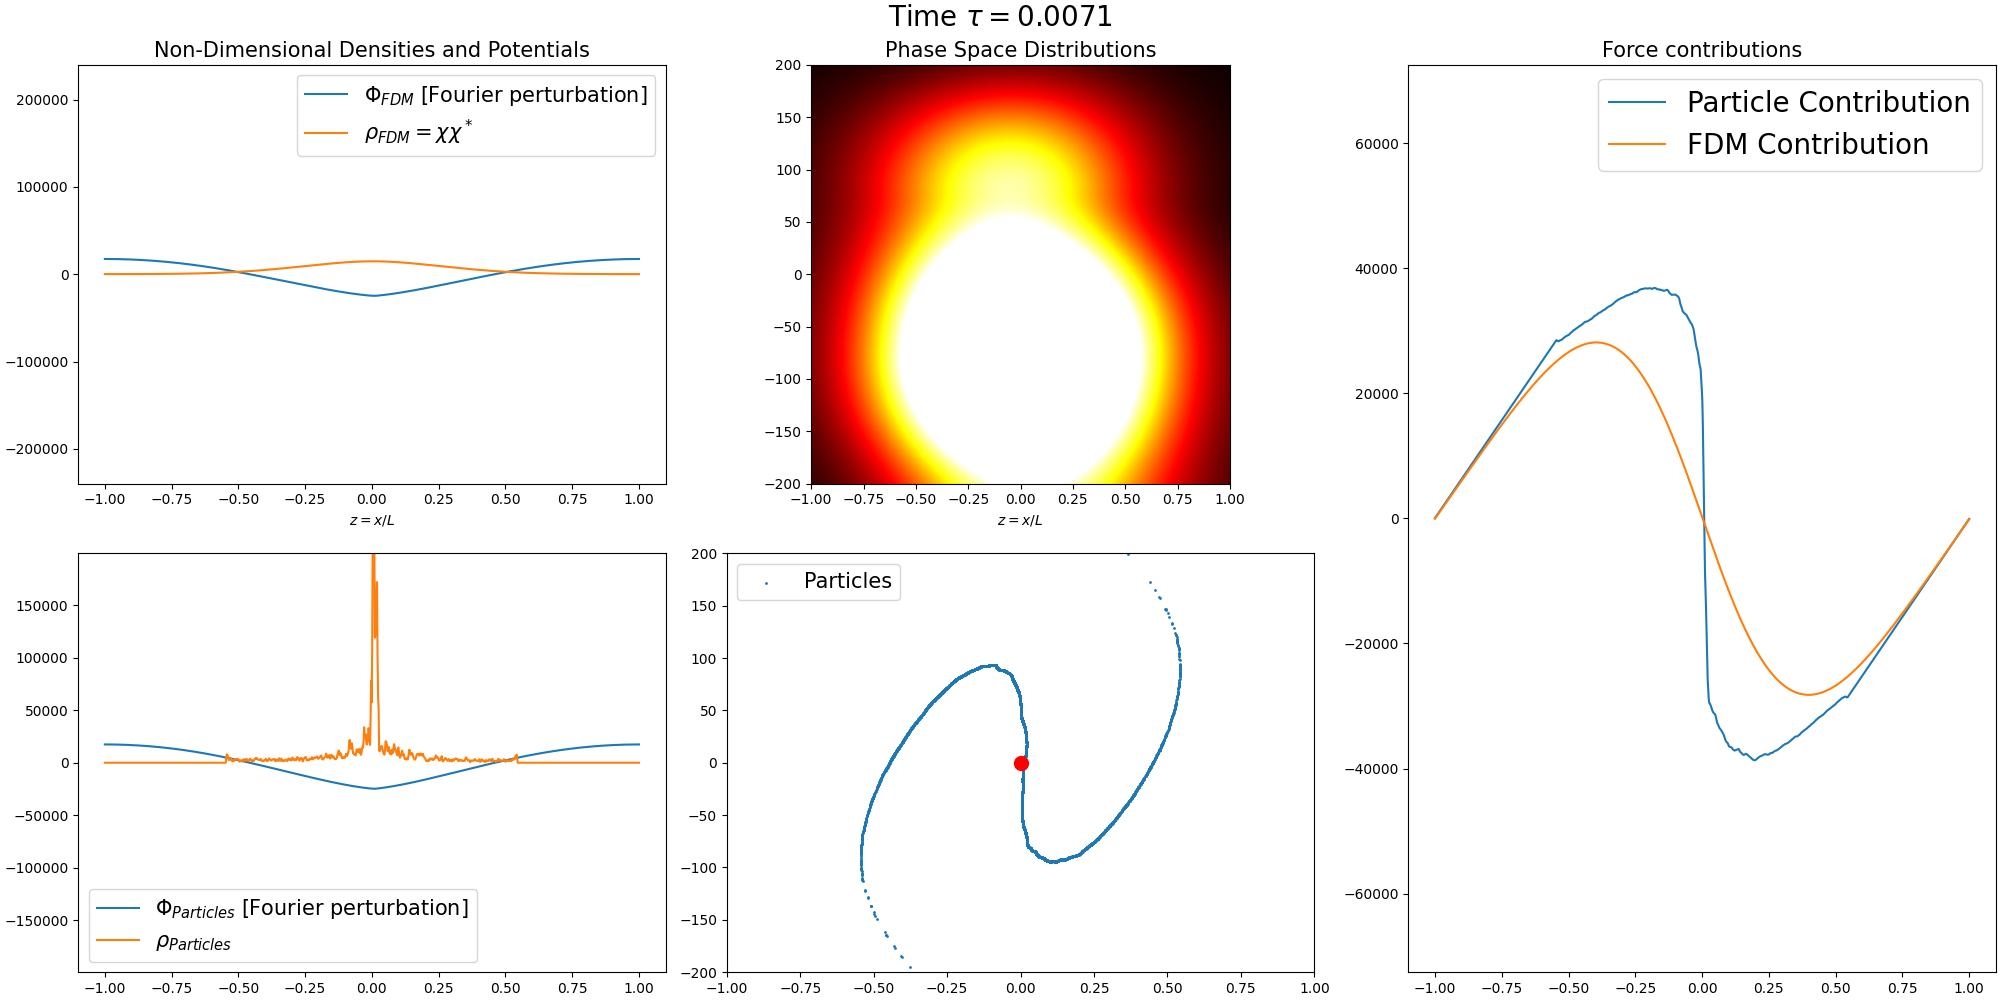 Time τ = 0.0071
Non-Dimensional Densities and Potentials
Φ_FDM [Fourier perturbation]
ρ_FDM = χχ*
200000
100000
0
−100000
−200000
−1.00 −0.75 −0.50 −0.25 0.00 0.25 0.50 0.75 1.00
z = x/L
Phase Space Distributions
200
150
100
50
0
−50
−100
−150
−200
−1.00 −0.75 −0.50 −0.25 0.00 0.25 0.50 0.75 1.00
z = x/L
Force contributions
Particle Contribution
FDM Contribution
60000
40000
20000
0
−20000
−40000
−60000
−1.00 −0.75 −0.50 −0.25 0.00 0.25 0.50 0.75 1.00
150000
100000
50000
0
−50000
−100000
−150000
Φ_Particles [Fourier perturbation]
ρ_Particles
−1.00 −0.75 −0.50 −0.25 0.00 0.25 0.50 0.75 1.00
Particles
200
150
100
50
0
−50
−100
−150
−200
−1.00 −0.75 −0.50 −0.25 0.00 0.25 0.50 0.75 1.00